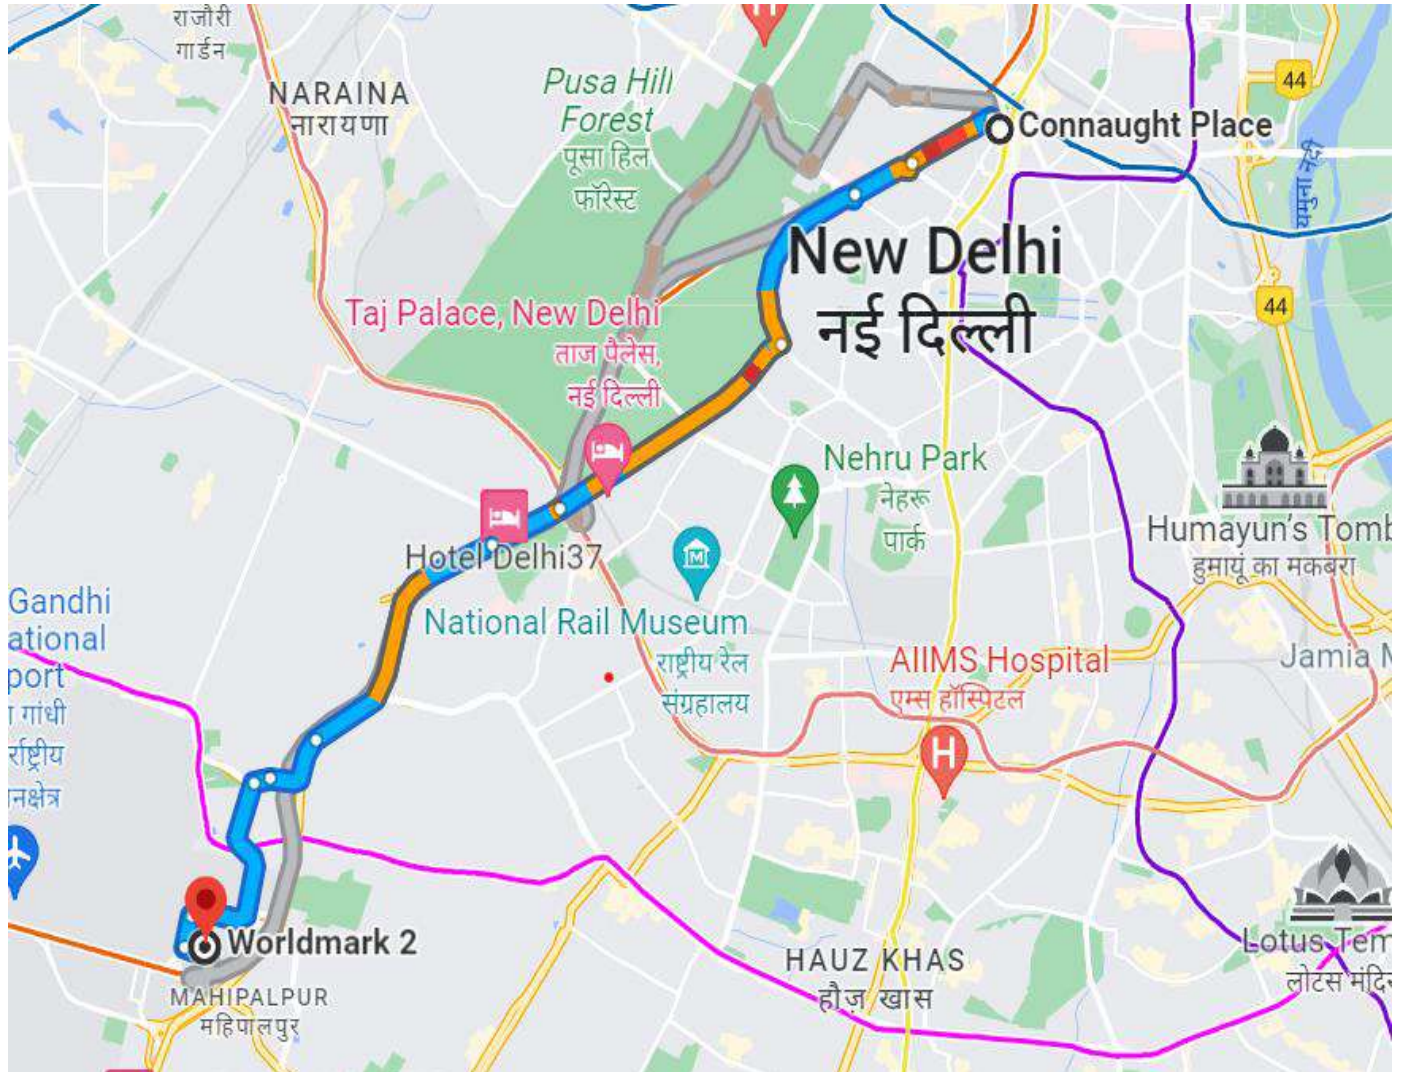 राजौरी
गार्डन
NARAINA
नारायणा
Pusa Hill
Forest
पूसा हिल
फॉरेस्ट
H
44
Connaught Place
यमुना नदी
New Delhi
नई दिल्ली
44
Taj Palace, New Delhi
ताज पैलेस,
नई दिल्ली
Nehru Park
नेहरू
पार्क
Humayun's Tomb
हुमायूं का मकबरा
Hotel Delhi37
M
National Rail Museum
राष्ट्रीय रेल
संग्रहालय
Gandhi
ational
port
गांधी
र्राष्ट्रीय
नक्षेत्र
AIIMS Hospital
एम्स हॉस्पिटल
H
Jamia M
Worldmark 2
MAHIPALPUR
महिपालपुर
HAUZ KHAS
हौज़ खास
Lotus Tem
लोटस मंदि